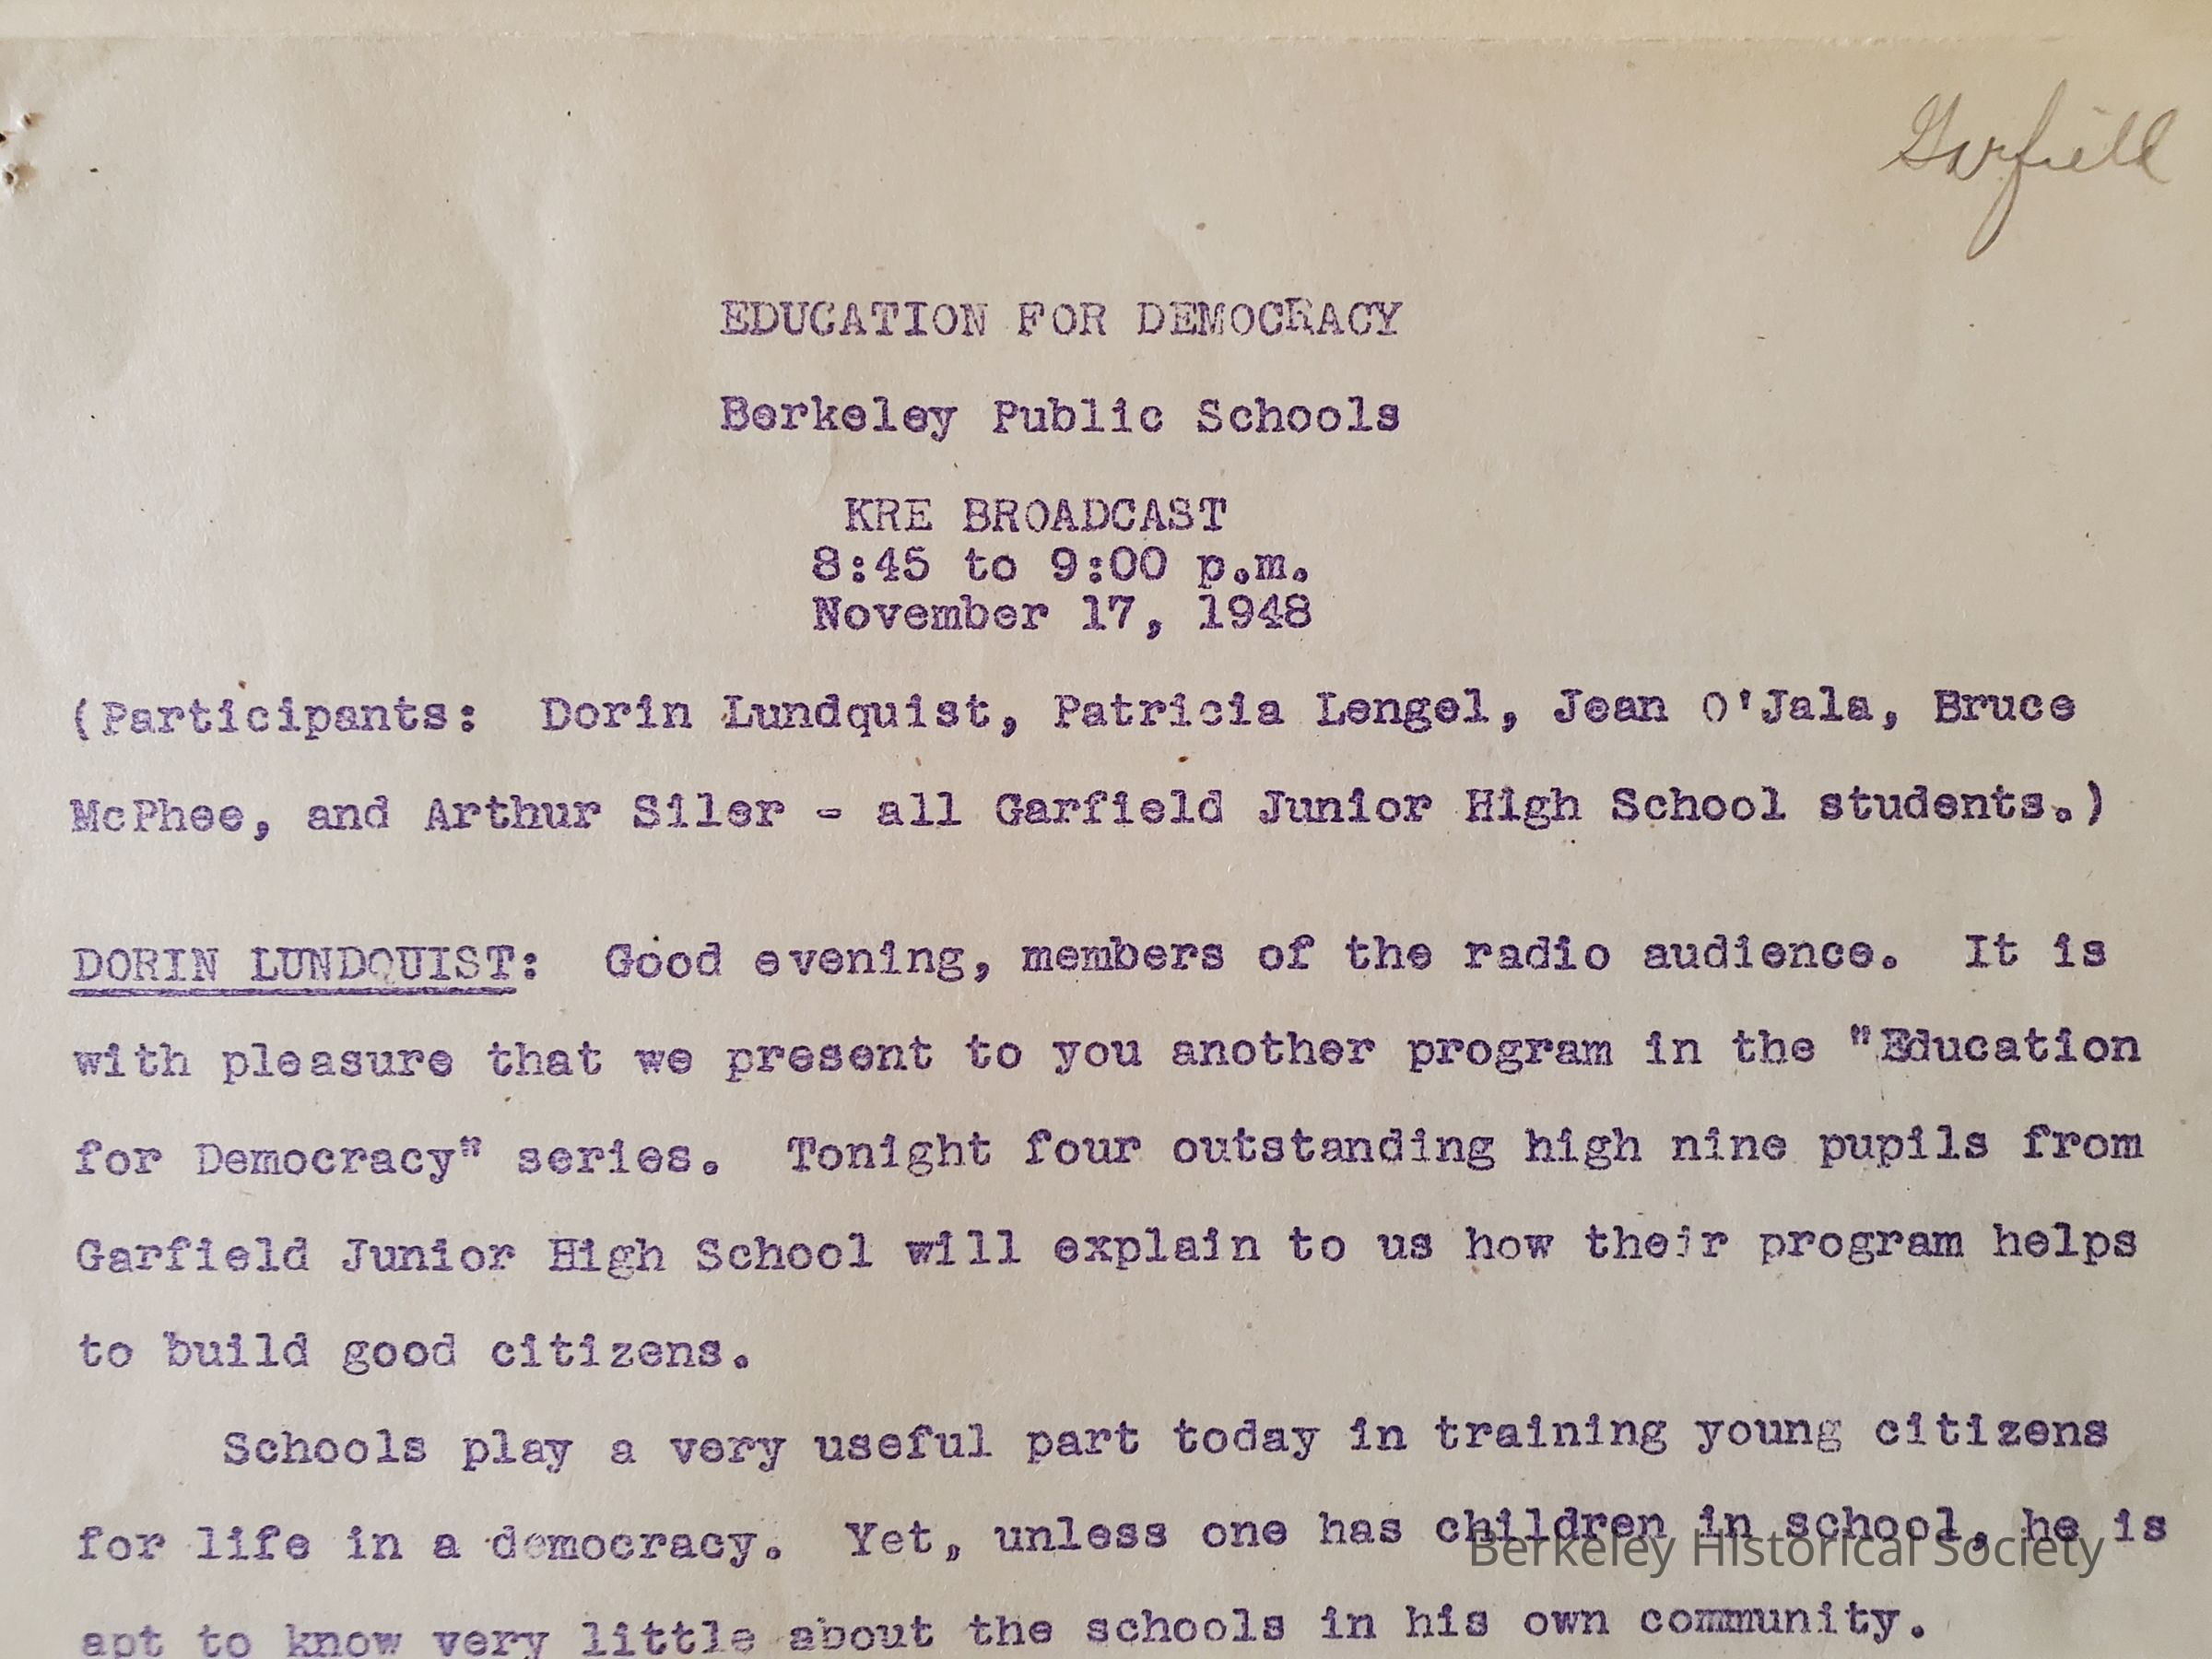 Garfield
EDUCATION FOR DEMOCRACY
Berkeley Public Schools
KRE BROADCAST
8:45 to 9:00 p.m.
November 17, 1948
(Participants: Dorin Lundquist, Patricia Lengel, Jean O'Jala, Bruce
McPhee, and Arthur Siler - all Garfield Junior High School students.)
DORIN LUNDQUIST: Good evening, members of the radio audience. It is
with pleasure that we present to you another program in the "Education
for Democracy" series. Tonight four outstanding high nine pupils from
Garfield Junior High School will explain to us how their program helps
to build good citizens.
Schools play a very useful part today in training young citizens
for life in a democracy. Yet, unless one has children in school, he is
Berkeley Historical Society
apt to know very little about the schools in his own community.